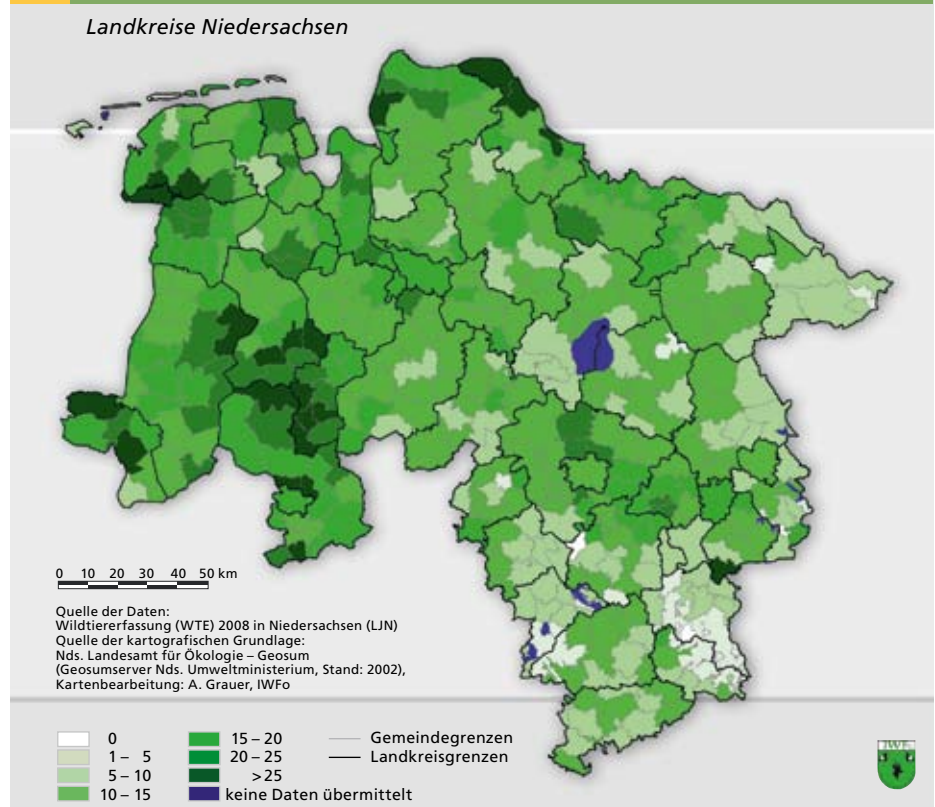 Landkreise Niedersachsen
0 10 20 30 40 50 km
Quelle der Daten:
Wildtiererfassung (WTE) 2008 in Niedersachsen (LJN)
Quelle der kartografischen Grundlage:
Nds. Landesamt für Ökologie – Geosum
(Geosumserver Nds. Umweltministerium, Stand: 2002),
Kartenbearbeitung: A. Grauer, IWFo
0
1 – 5
5 – 10
10 – 15
15 – 20
20 – 25
>25
keine Daten übermittelt
Gemeindegrenzen
Landkreisgrenzen
IWFo